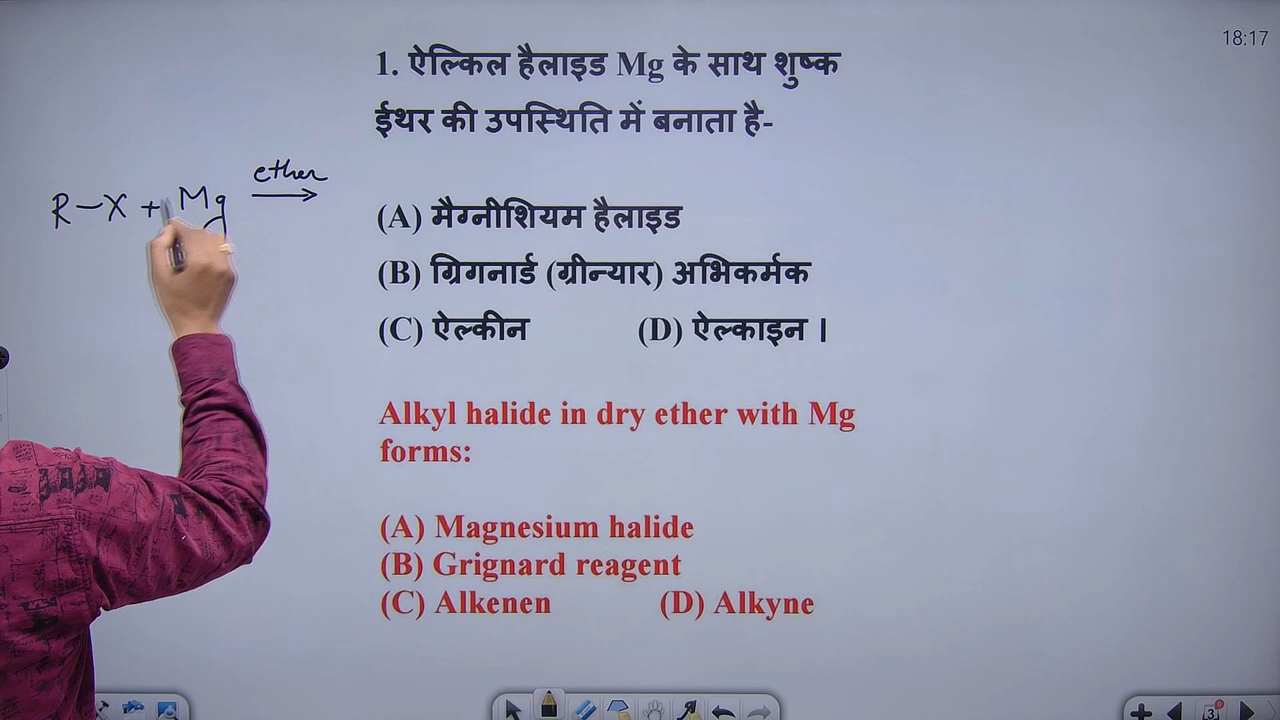 18:17
1. ऐल्किल हैलाइड Mg के साथ शुष्क
ईथर की उपस्थिति में बनाता है-
R-X + Mg ether
(A) मैग्नीशियम हैलाइड
(B) ग्रिगनार्ड (ग्रीन्यार) अभिकर्मक
(C) ऐल्कीन (D) ऐल्काइन ।
Alkyl halide in dry ether with Mg
forms:
(A) Magnesium halide
(B) Grignard reagent
(C) Alkenen (D) Alkyne